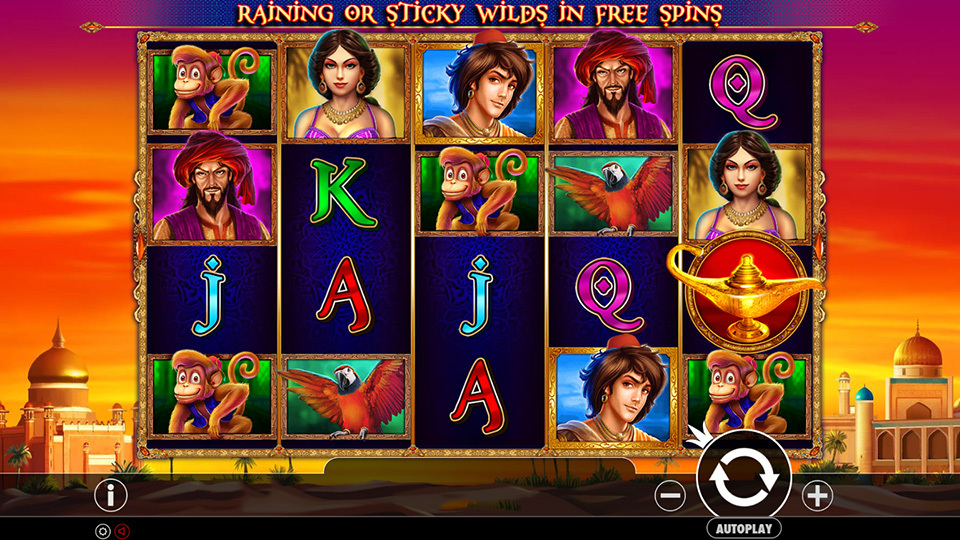 RAINING OR STICKY WILDS IN FREE SPINS
Q
K
J
A
J
Q
A
i
AUTOPLAY